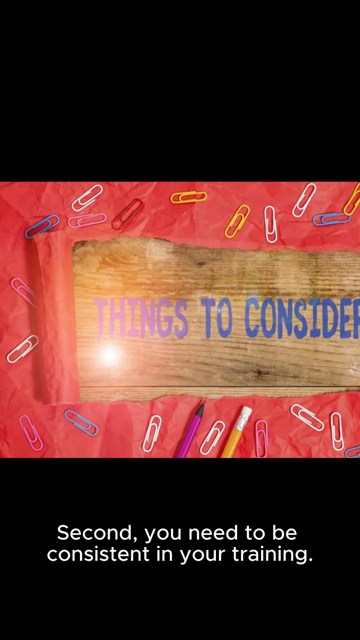 THINGS TO CONSIDER
Second, you need to be
consistent in your training.